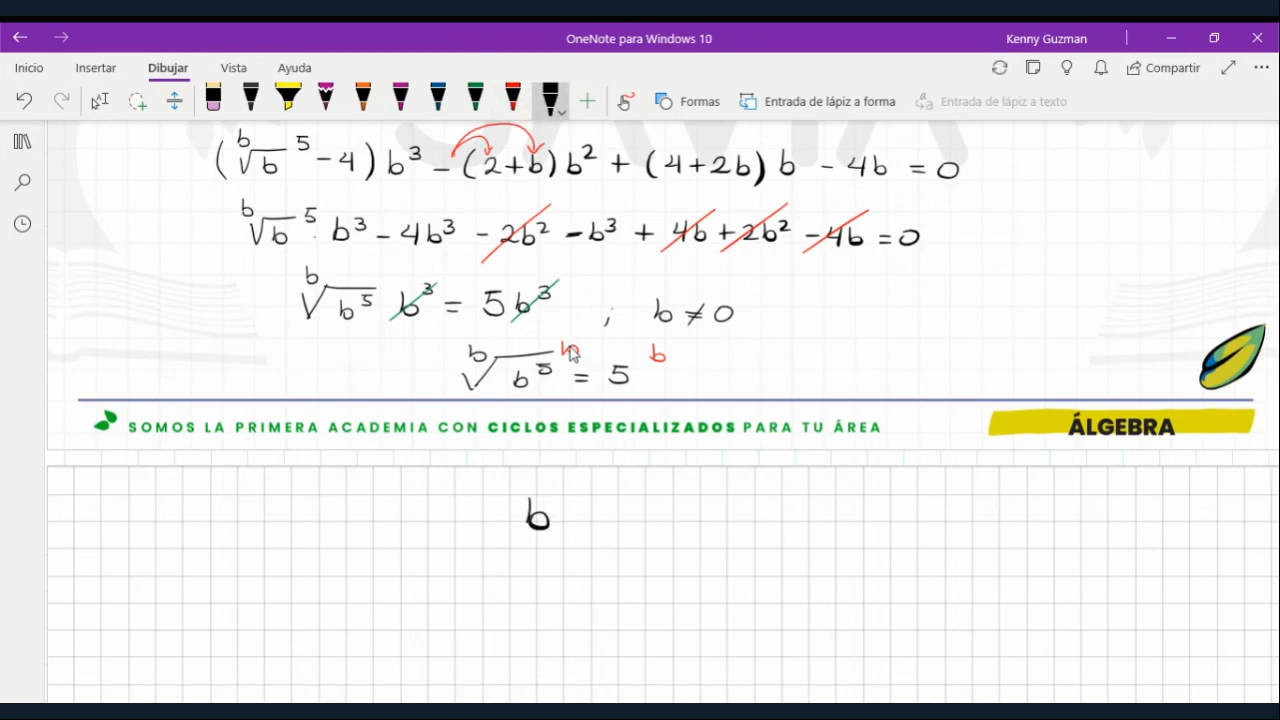 OneNote para Windows 10
Kenny Guzman
Inicio Insertar Dibujar Vista Ayuda
Compartir
Formas Entrada de lápiz a forma Entrada de lápiz a texto
(ᵇ√b⁵ - 4) b³ - (2+b) b² + (4+2b) b - 4b = 0
ᵇ√b⁵ · b³ - 4b³ - 2b² - b³ + 4b + 2b² - 4b = 0
ᵇ√b⁵ b³ = 5b³ ; b ≠ 0
ᵇ√b⁵ ᵇ = 5 ᵇ
SOMOS LA PRIMERA ACADEMIA CON CICLOS ESPECIALIZADOS PARA TU ÁREA
ÁLGEBRA
b